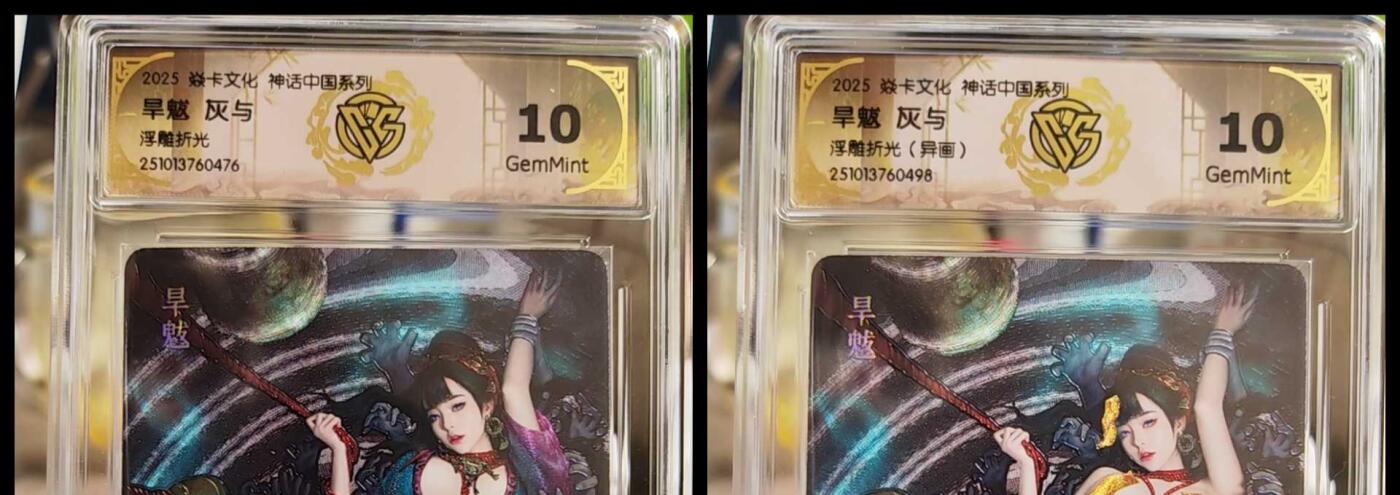 2025 焱卡文化 神话中国系列
旱魃 灰与
浮雕折光
251013760476
10
GemMint
旱魃
2025 焱卡文化 神话中国系列
旱魃 灰与
浮雕折光（异画）
251013760498
10
GemMint
旱魃